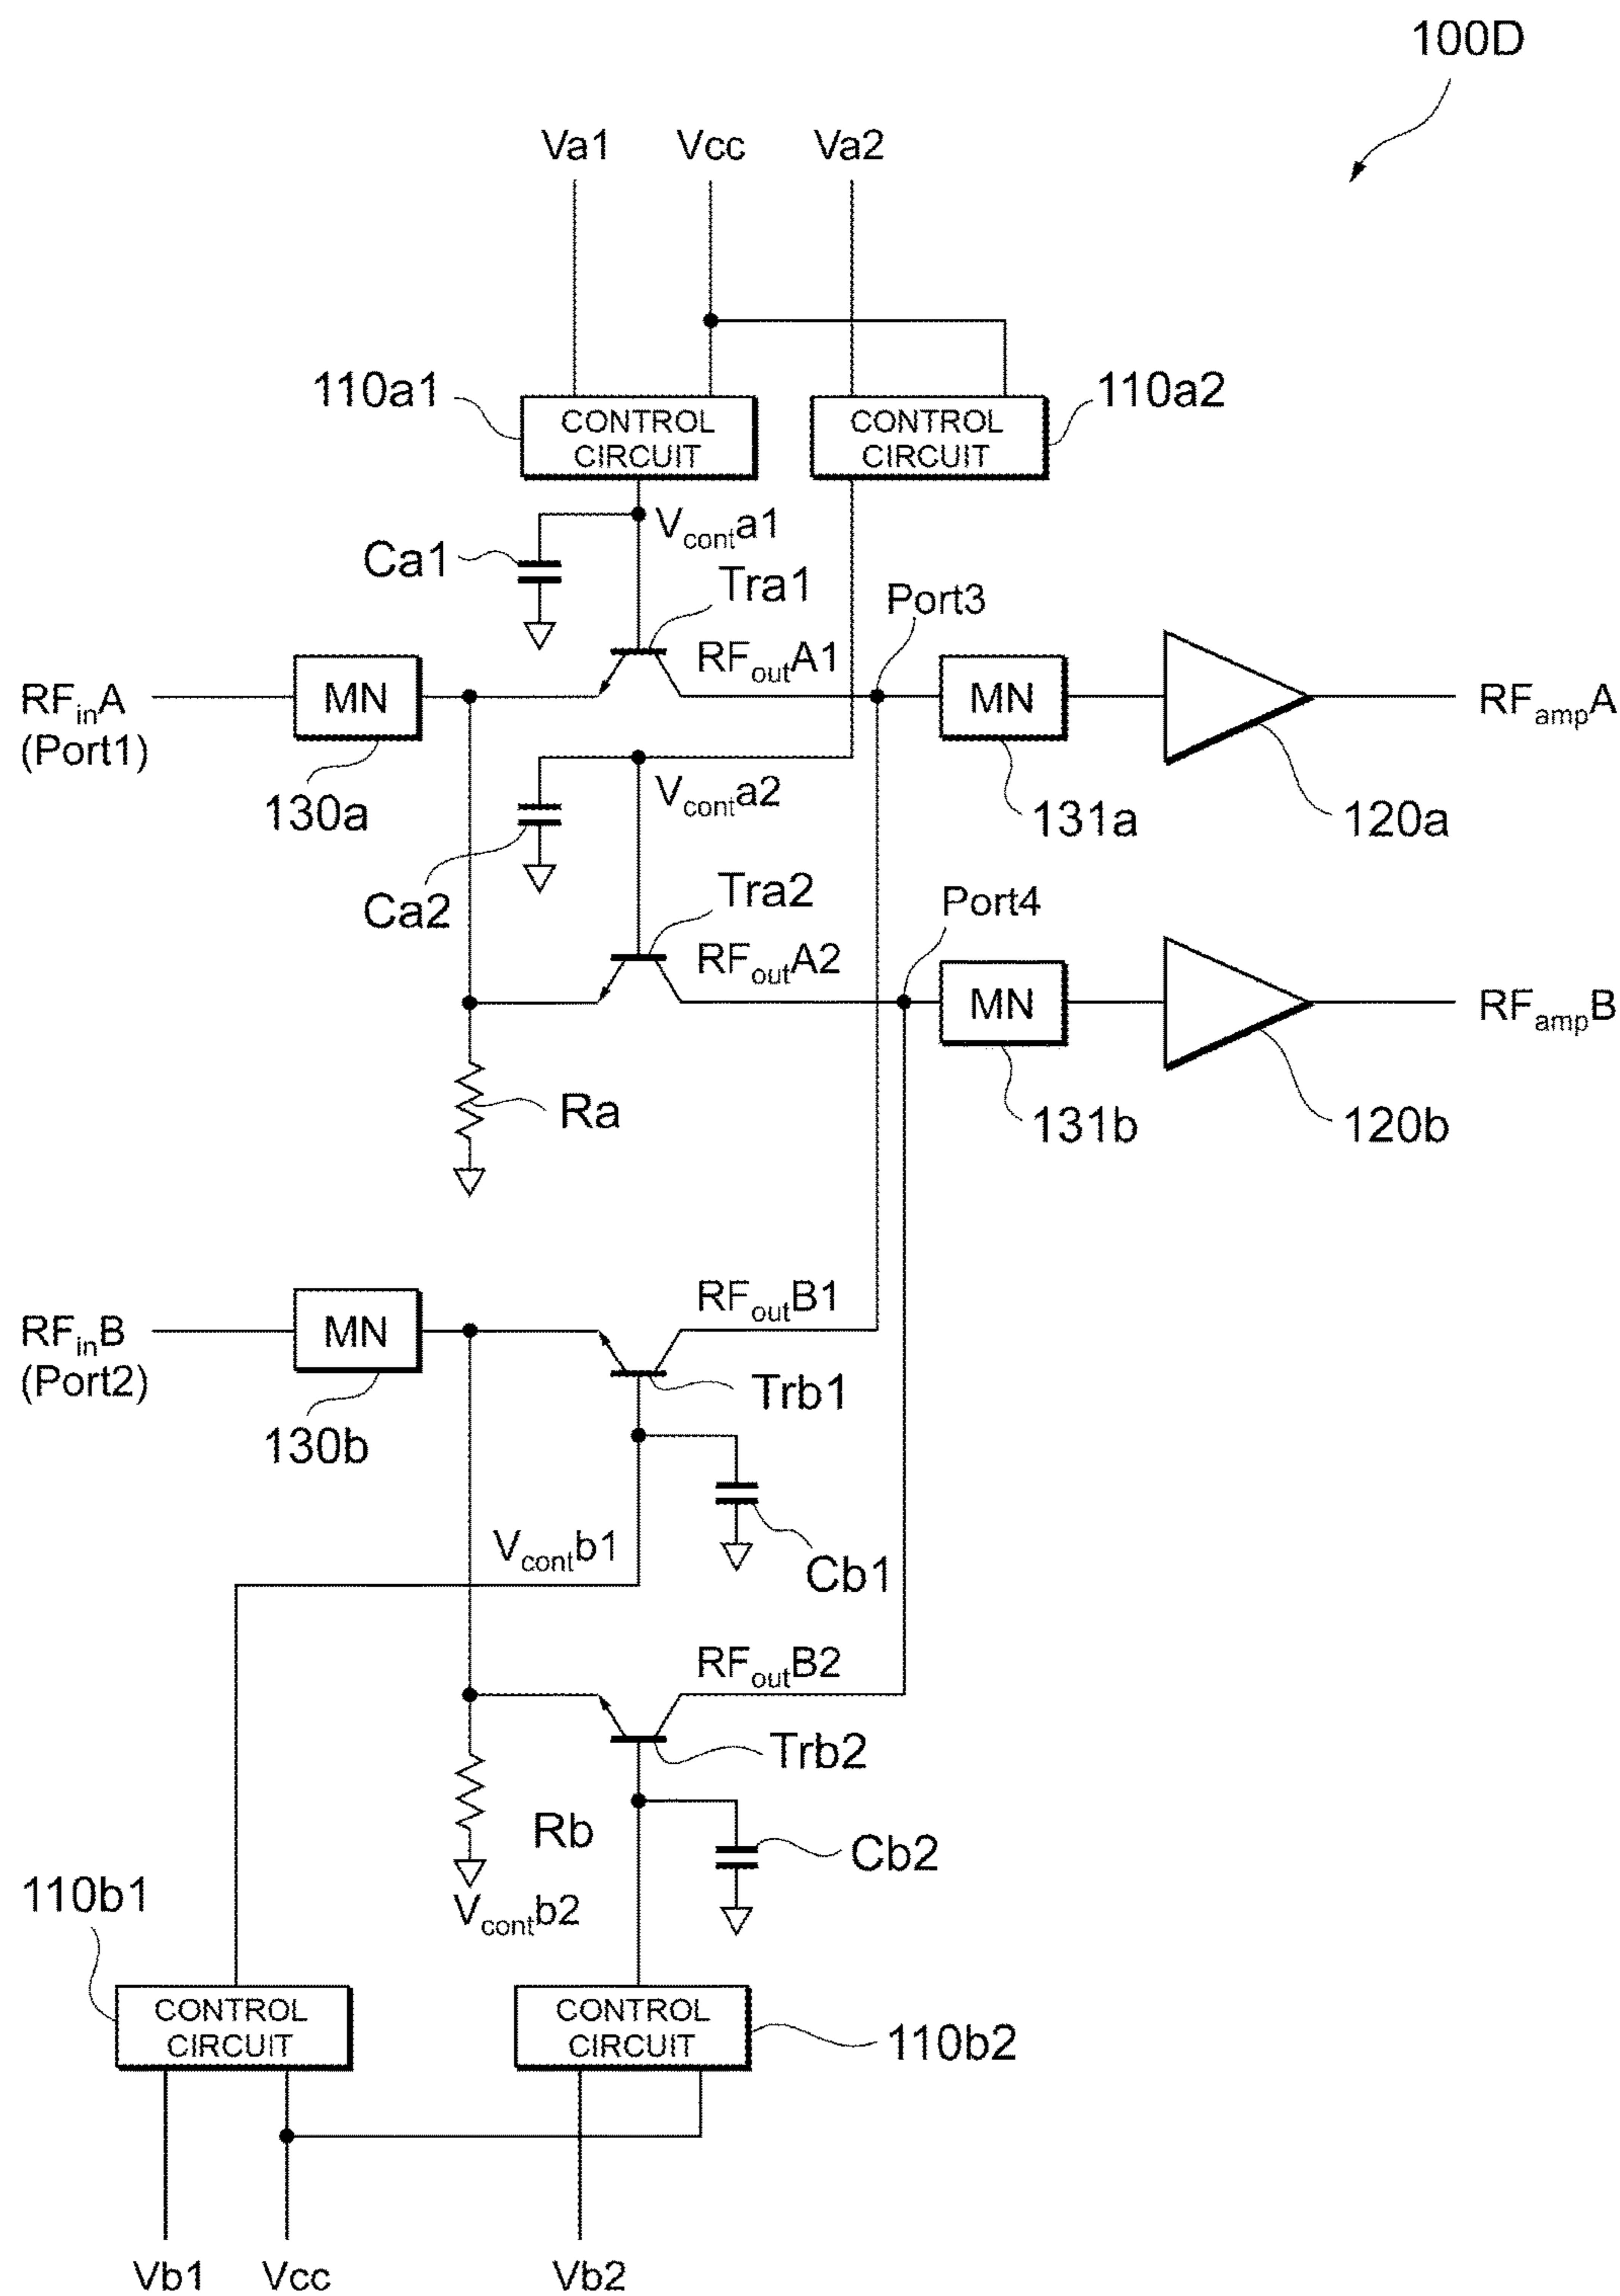 100D
Va1 Vcc Va2
110a1
CONTROL
CIRCUIT
CONTROL
CIRCUIT
110a2
Vconta1
Ca1
Tra1
Port3
RFoutA1
RFinA
(Port1)
MN
130a
MN
131a
120a
RFampA
Vconta2
Ca2
Tra2
Port4
RFoutA2
MN
131b
120b
RFampB
Ra
RFinB
(Port2)
MN
130b
RFoutB1
Trb1
Vcontb1
Cb1
RFoutB2
Trb2
Rb
Cb2
Vcontb2
110b1
CONTROL
CIRCUIT
CONTROL
CIRCUIT
110b2
Vb1 Vcc Vb2